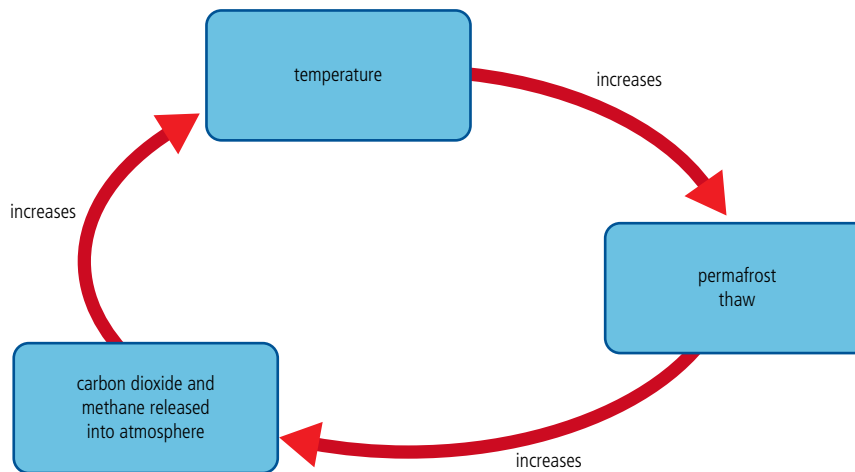 temperature
increases
permafrost
thaw
increases
carbon dioxide and
methane released
into atmosphere
increases